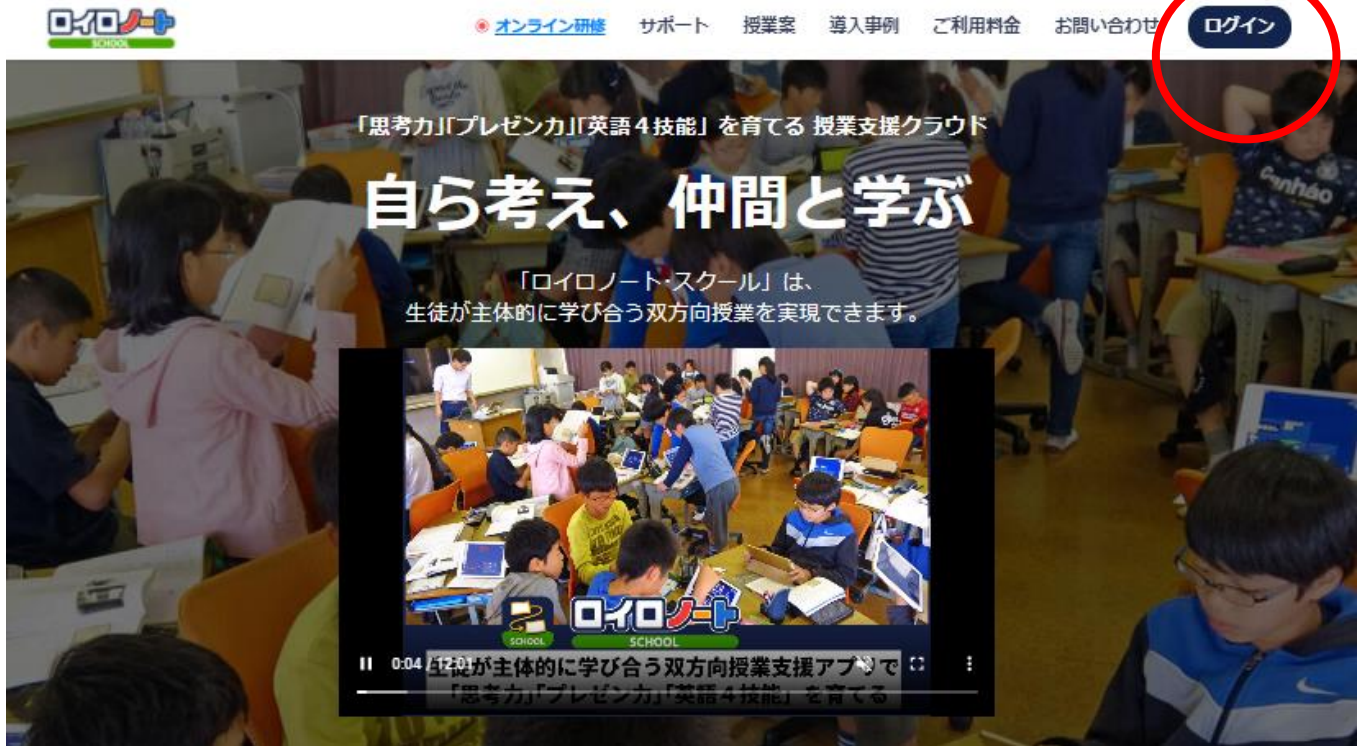 ロイロノート
SCHOOL
オンライン研修 サポート 授業案 導入事例 ご利用料金 お問い合わせ ログイン
「思考力」「プレゼン力」「英語4技能」を育てる 授業支援クラウド
自ら考え、仲間と学ぶ
「ロイロノート・スクール」は、
生徒が主体的に学び合う双方向授業を実現できます。
SCHOOL
ロイロノート
SCHOOL
0:04 / 12:01
生徒が主体的に学び合う双方向授業支援アプリで
「思考力」「プレゼン力」「英語4技能」を育てる